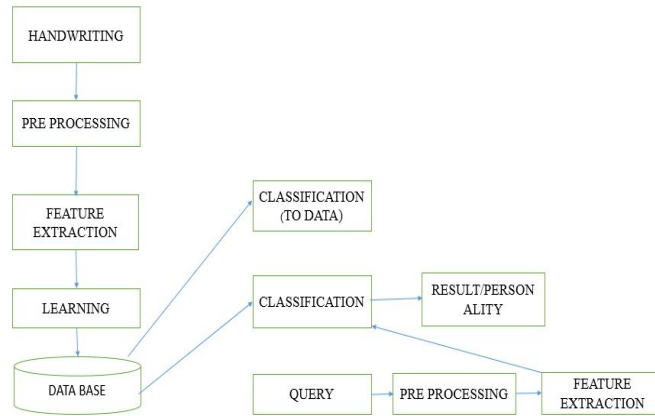 HANDWRITING
PRE PROCESSING
FEATURE
EXTRACTION
LEARNING
DATA BASE
CLASSIFICATION
(TO DATA)
CLASSIFICATION
RESULT/PERSON
ALITY
QUERY
PRE PROCESSING
FEATURE
EXTRACTION